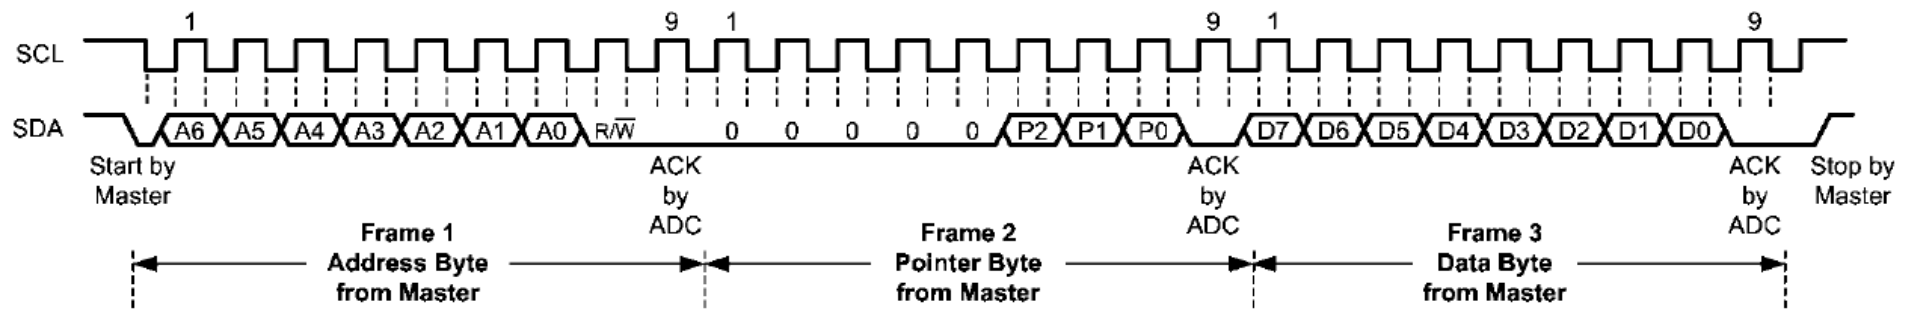 1 9 1 9 1 9
SCL
SDA A6 A5 A4 A3 A2 A1 A0 R/W̅ 0 0 0 0 0 P2 P1 P0 D7 D6 D5 D4 D3 D2 D1 D0
Start by
Master
ACK
by
ADC
ACK
by
ADC
ACK
by
ADC
Stop by
Master
Frame 1
Address Byte
from Master
Frame 2
Pointer Byte
from Master
Frame 3
Data Byte
from Master